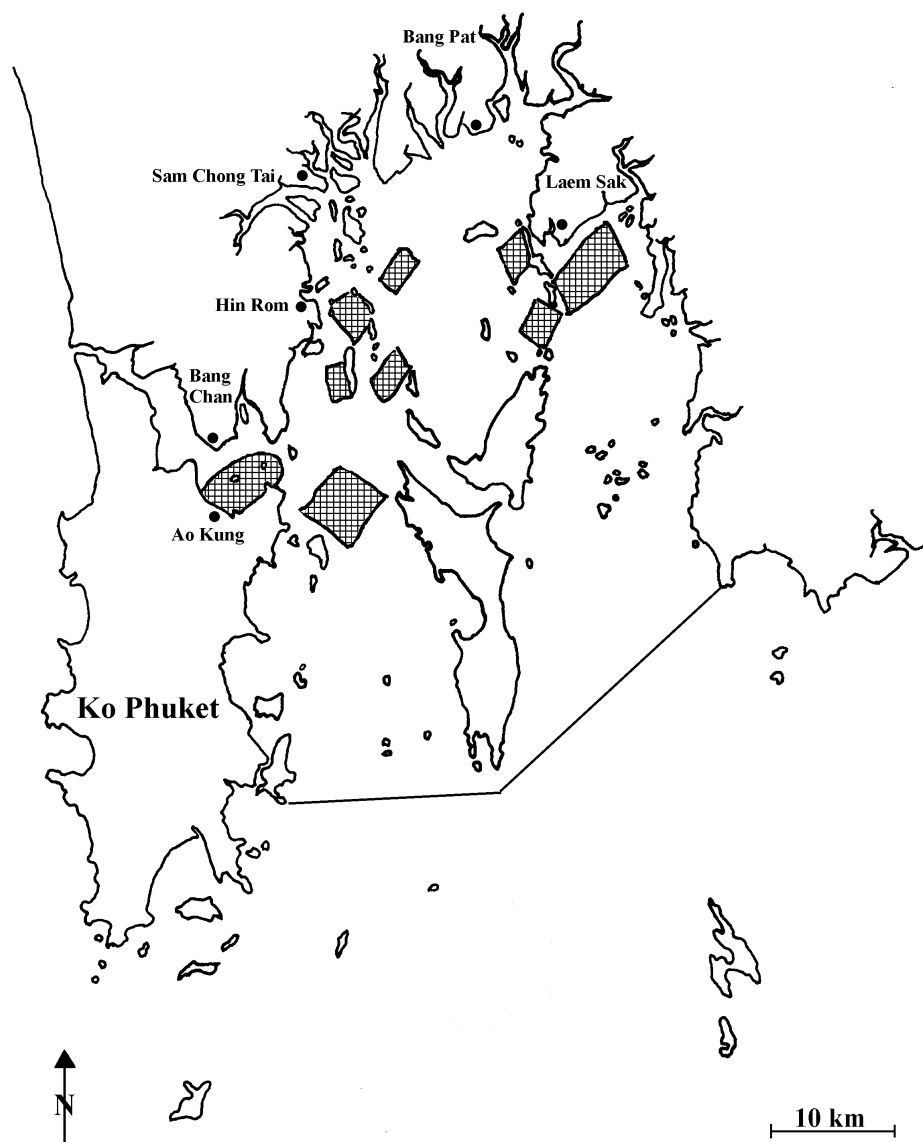 Bang Pat
Sam Chong Tai
Laem Sak
Hin Rom
Bang
Chan
Ao Kung
Ko Phuket
N
10 km